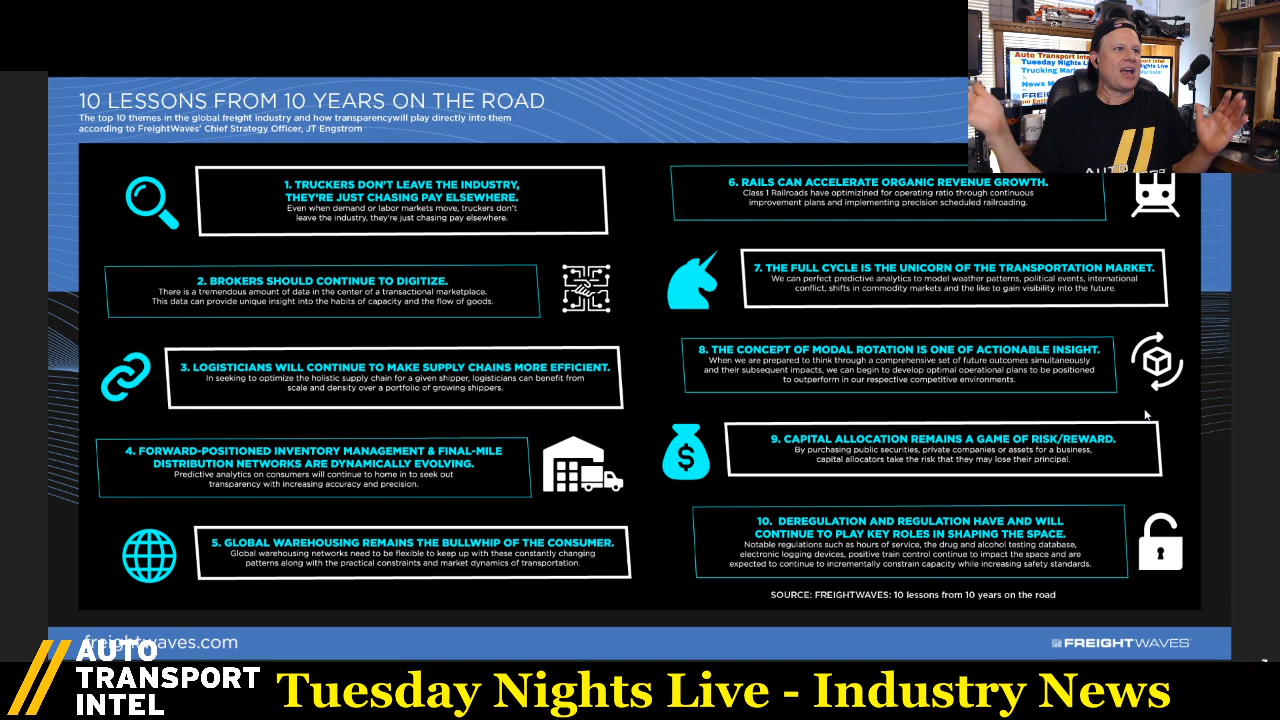 10 LESSONS FROM 10 YEARS ON THE ROAD
The top 10 themes in the global freight industry and how transparencywill play directly into them
according to FreightWaves' Chief Strategy Officer, JT Engstrom
1. TRUCKERS DON'T LEAVE THE INDUSTRY,
THEY'RE JUST CHASING PAY ELSEWHERE.
Even when demand or labor markets move, truckers don't
leave the industry, they're just chasing pay elsewhere.
2. BROKERS SHOULD CONTINUE TO DIGITIZE.
There is a tremendous amount of data in the center of a transactional marketplace.
This data can provide unique insight into the habits of capacity and the flow of goods.
3. LOGISTICIANS WILL CONTINUE TO MAKE SUPPLY CHAINS MORE EFFICIENT.
In seeking to optimize the holistic supply chain for a given shipper, logisticians can benefit from
scale and density over a portfolio of growing shippers.
4. FORWARD-POSITIONED INVENTORY MANAGEMENT & FINAL-MILE
DISTRIBUTION NETWORKS ARE DYNAMICALLY EVOLVING.
Predictive analytics on consumers will continue to home in to seek out
transparency with increasing accuracy and precision.
5. GLOBAL WAREHOUSING REMAINS THE BULLWHIP OF THE CONSUMER.
Global warehousing networks need to be flexible to keep up with these constantly changing
patterns along with the practical constraints and market dynamics of transportation.
6. RAILS CAN ACCELERATE ORGANIC REVENUE GROWTH.
Class 1 Railroads have optimizined for operating ratio through continuous
improvement plans and implementing precision scheduled railroading.
7. THE FULL CYCLE IS THE UNICORN OF THE TRANSPORTATION MARKET.
We can perfect predictive analytics to model weather patterns, political events, international
conflict, shifts in commodity markets and the like to gain visibility into the future.
8. THE CONCEPT OF MODAL ROTATION IS ONE OF ACTIONABLE INSIGHT.
When we are prepared to think through a comprehensive set of future outcomes simultaneously
and their subsequent impacts, we can begin to develop optimal operational plans to be positioned
to outperform in our respective competitive environments.
9. CAPITAL ALLOCATION REMAINS A GAME OF RISK/REWARD.
By purchasing public securities, private companies or assets for a business,
capital allocators take the risk that they may lose their principal.
10. DEREGULATION AND REGULATION HAVE AND WILL
CONTINUE TO PLAY KEY ROLES IN SHAPING THE SPACE.
Notable regulations such as hours of service, the drug and alcohol testing database,
electronic logging devices, positive train control continue to impact the space and are
expected to continue to incrementally constrain capacity while increasing safety standards.
SOURCE: FREIGHTWAVES: 10 lessons from 10 years on the road
freightwaves.com
FREIGHTWAVES
Auto Transport Intel
Tuesday Nights
Trucking
News
AUTO
AUTO
TRANSPORT
INTEL
Tuesday Nights Live - Industry News